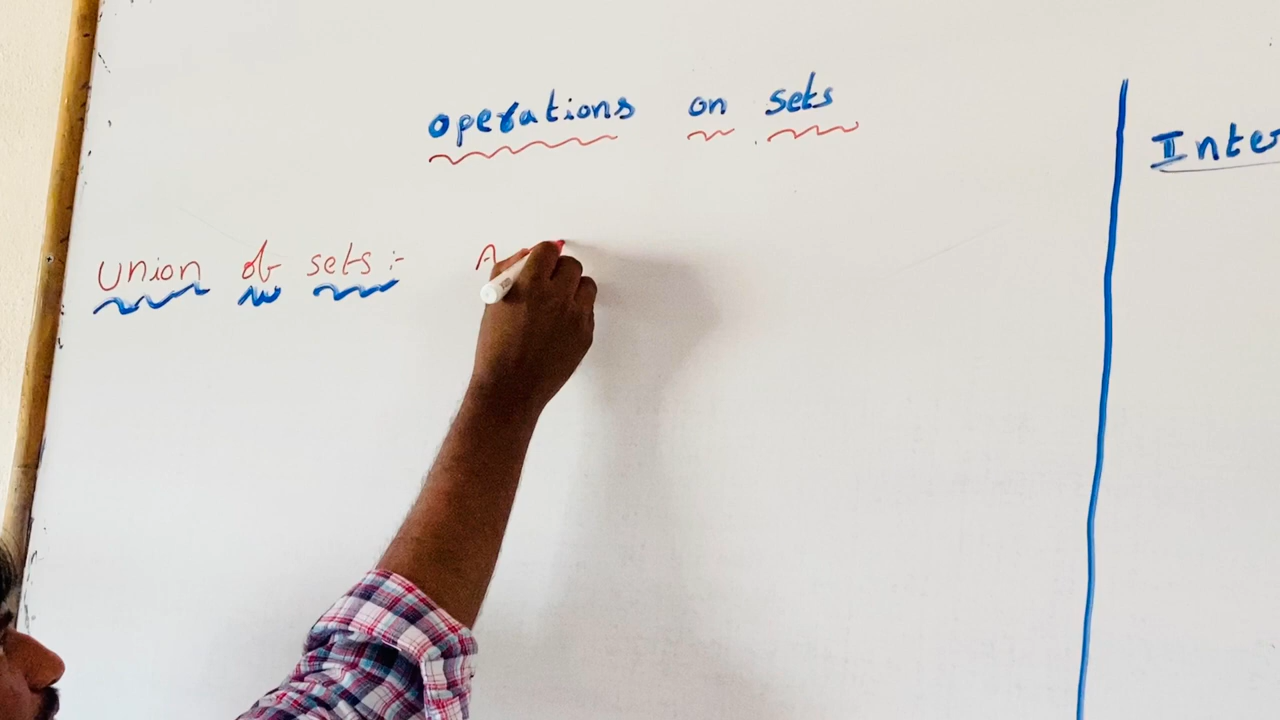 operations on sets
union of sets :- A
Inter